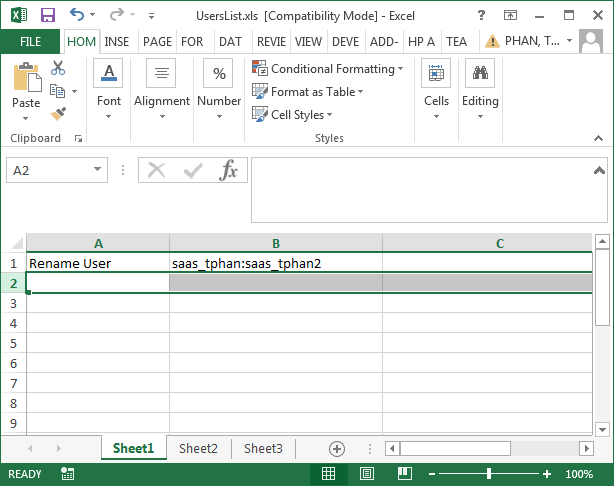 UsersList.xls [Compatibility Mode] - Excel
FILE HOM INSE PAGE FOR DAT REVIE VIEW DEVE ADD- HP A TEA PHAN, T...
Paste
Clipboard
Font
Alignment
%
Number
Conditional Formatting
Format as Table
Cell Styles
Styles
Cells
Editing
A2
fx
A B C
1 Rename User saas_tphan:saas_tphan2
2
3
4
5
6
7
8
9
Sheet1 Sheet2 Sheet3
READY 100%